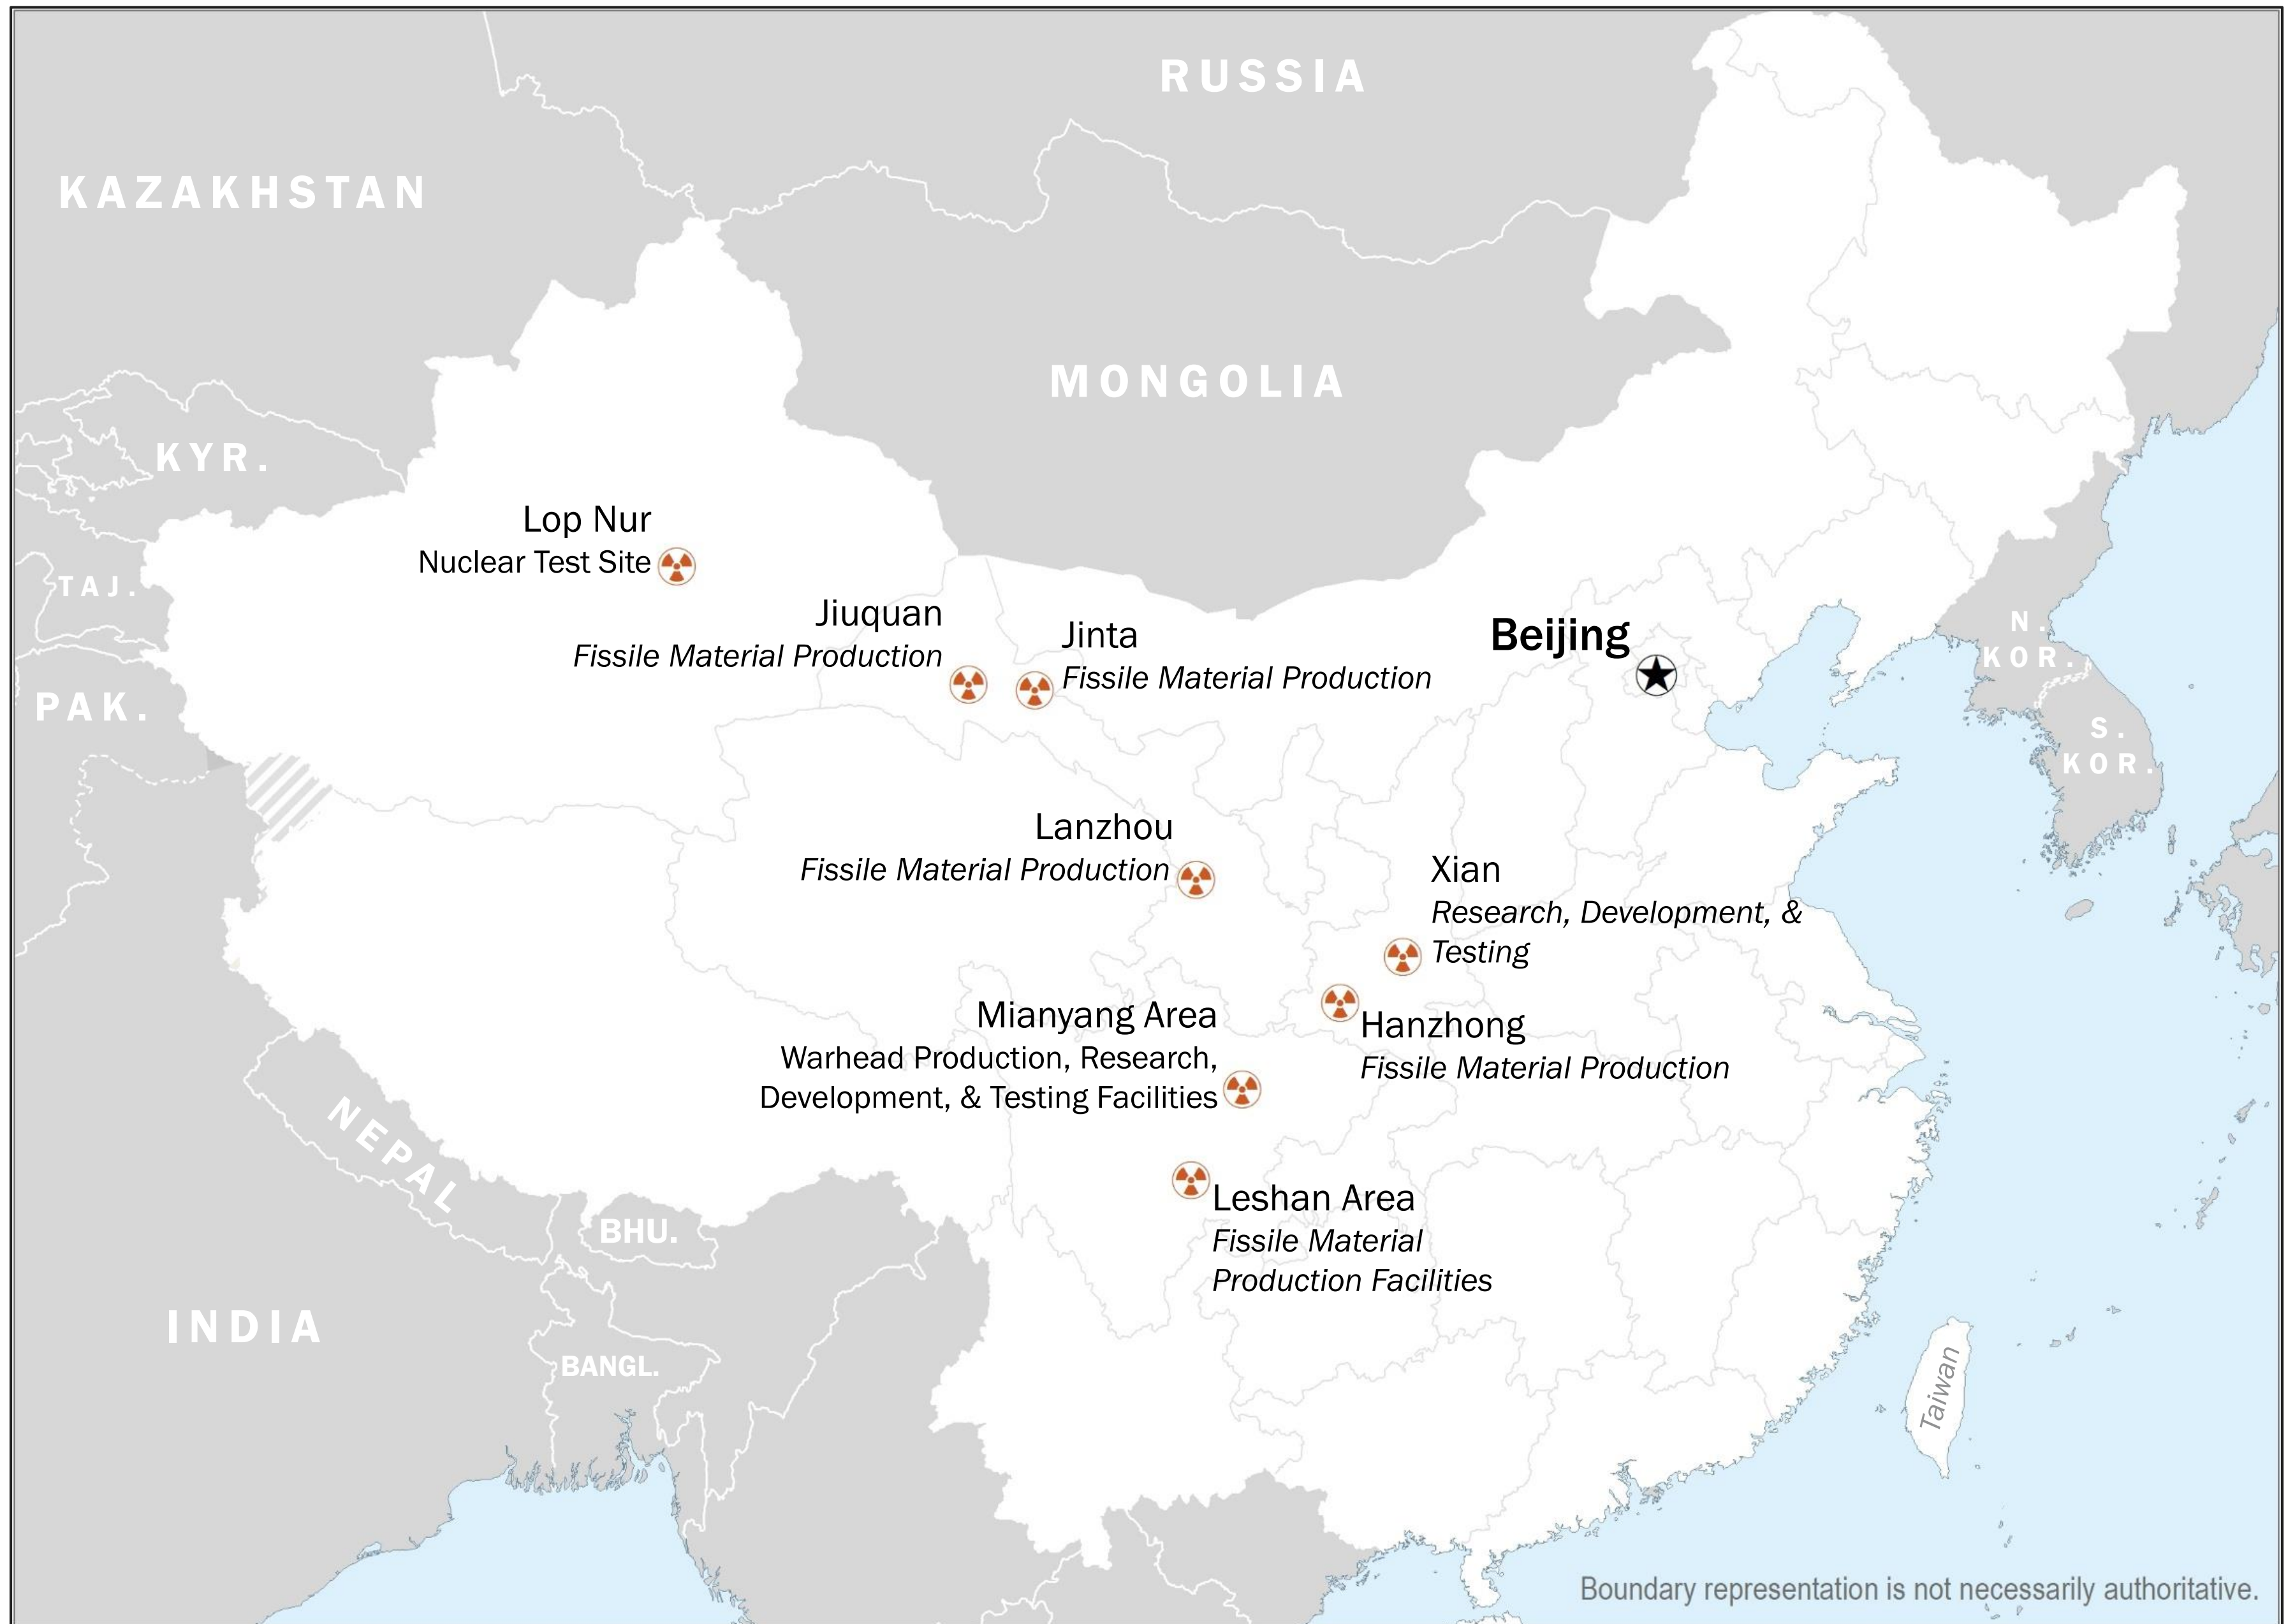 RUSSIA
KAZAKHSTAN
MONGOLIA
KYR.
Lop Nur
Nuclear Test Site
TAJ.
Jiuquan
Fissile Material Production
Jinta
Fissile Material Production
Beijing
N.
KOR.
PAK.
S.
KOR.
Lanzhou
Fissile Material Production
Xian
Research, Development, &
Testing
Mianyang Area
Warhead Production, Research,
Development, & Testing Facilities
Hanzhong
Fissile Material Production
NEPAL
Leshan Area
Fissile Material
Production Facilities
BHU.
INDIA
BANGL.
Taiwan
Boundary representation is not necessarily authoritative.